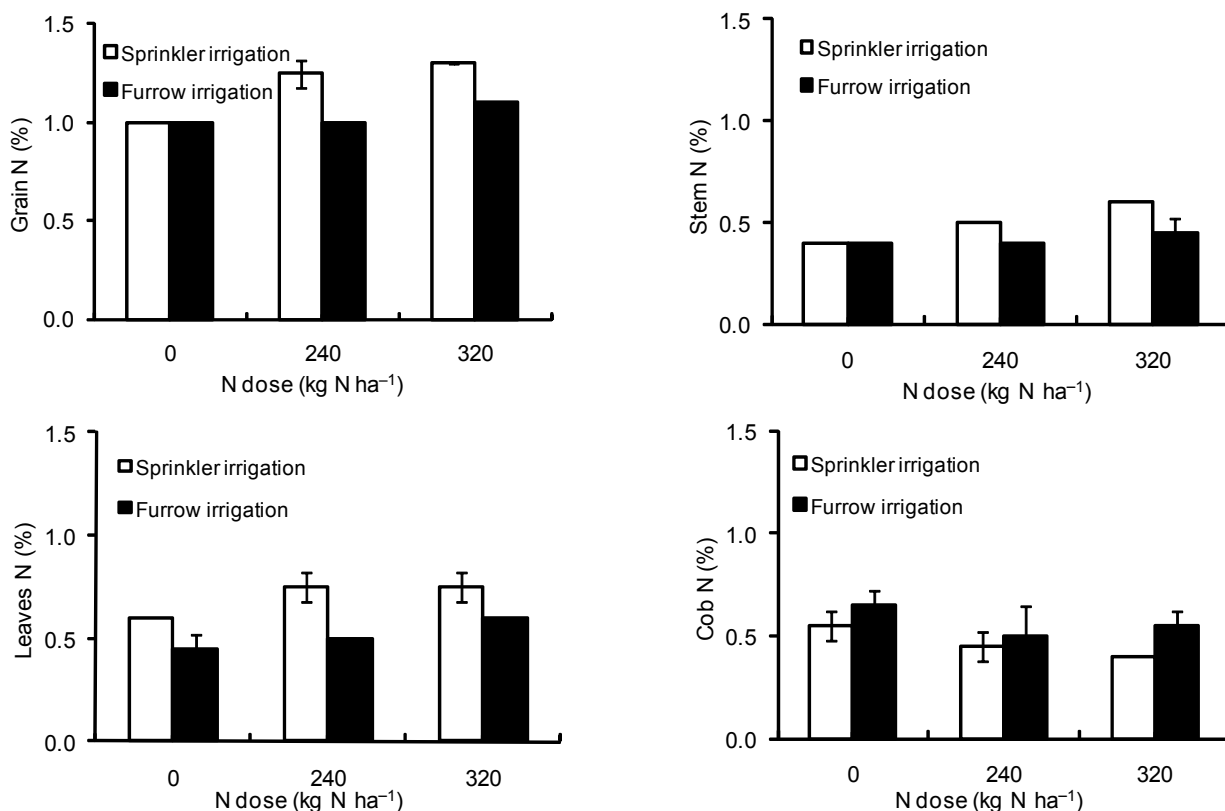 1.5
Sprinkler irrigation
Furrow irrigation
1.0
0.5
0.0
Grain N (%)
0 240 320
N dose (kg N ha⁻¹)
1.5
Sprinkler irrigation
Furrow irrigation
1.0
0.5
0.0
Stem N (%)
0 240 320
N dose (kg N ha⁻¹)
1.5
Sprinkler irrigation
Furrow irrigation
1.0
0.5
0.0
Leaves N (%)
0 240 320
N dose (kg N ha⁻¹)
1.5
Sprinkler irrigation
Furrow irrigation
1.0
0.5
0.0
Cob N (%)
0 240 320
N dose (kg N ha⁻¹)